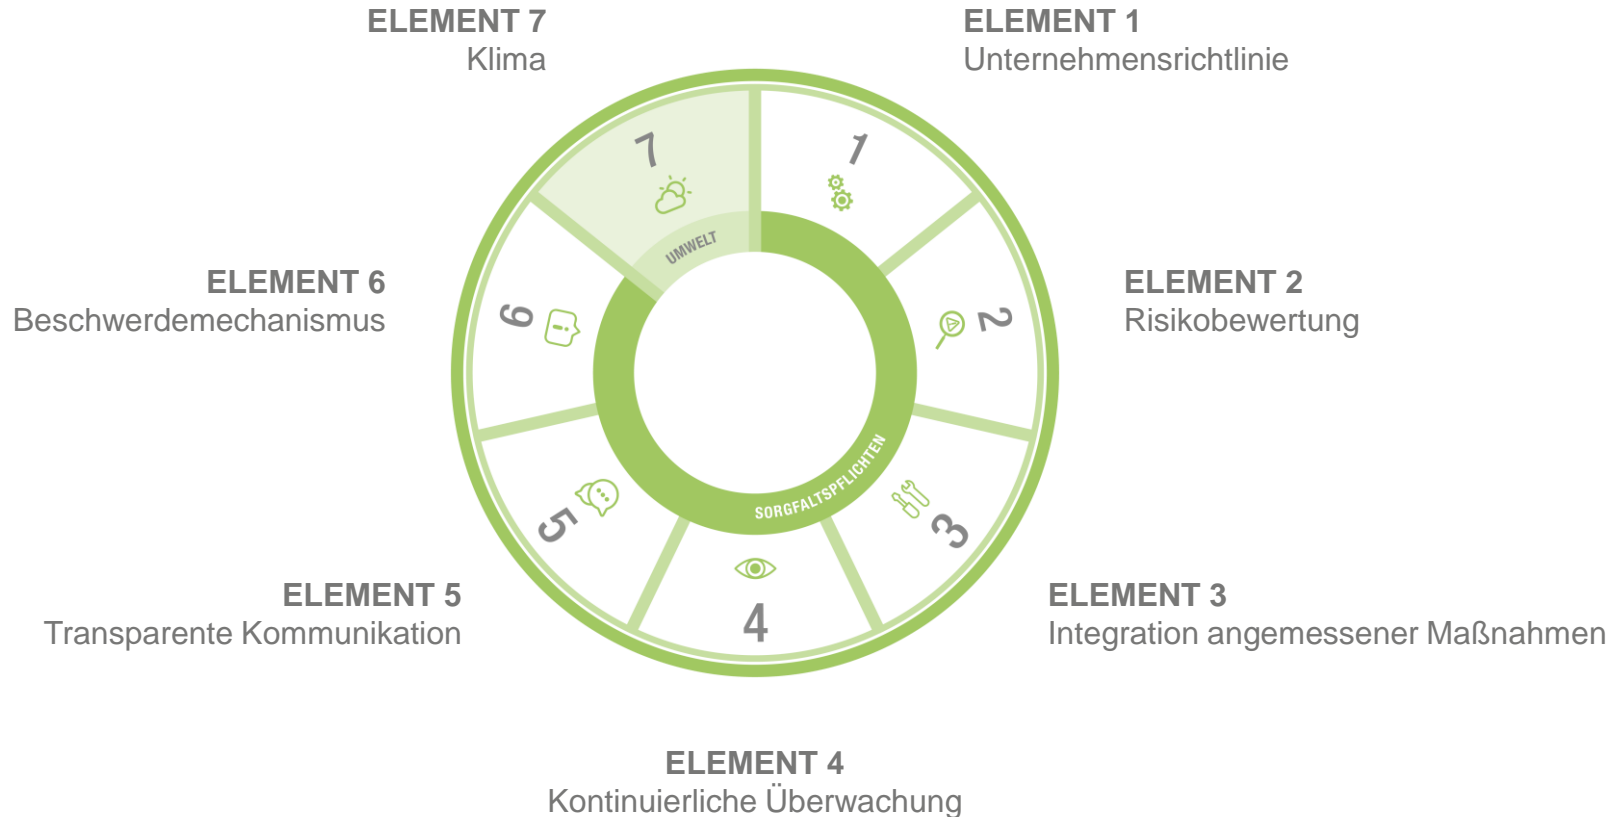 ELEMENT 7
Klima
ELEMENT 1
Unternehmensrichtlinie
7
1
UMWELT
ELEMENT 6
Beschwerdemechanismus
6
2
ELEMENT 2
Risikobewertung
SORGFALTSPFLICHTEN
5
3
4
ELEMENT 5
Transparente Kommunikation
ELEMENT 3
Integration angemessener Maßnahmen
ELEMENT 4
Kontinuierliche Überwachung